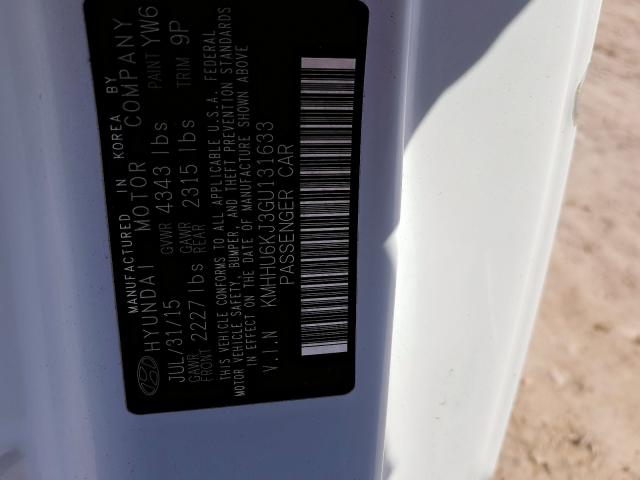 MANUFACTURED IN KOREA BY
HYUNDAI MOTOR COMPANY
JUL/31/15 GVWR 4343 lbs PAINT YW6
GAWR FRONT 2227 lbs GAWR REAR 2315 lbs TRIM 9P
THIS VEHICLE CONFORMS TO ALL APPLICABLE U.S.A. FEDERAL
MOTOR VEHICLE SAFETY, BUMPER, AND THEFT PREVENTION STANDARDS
IN EFFECT ON THE DATE OF MANUFACTURE SHOWN ABOVE
V.I.N KMHHU6KJ3GU131633
PASSENGER CAR